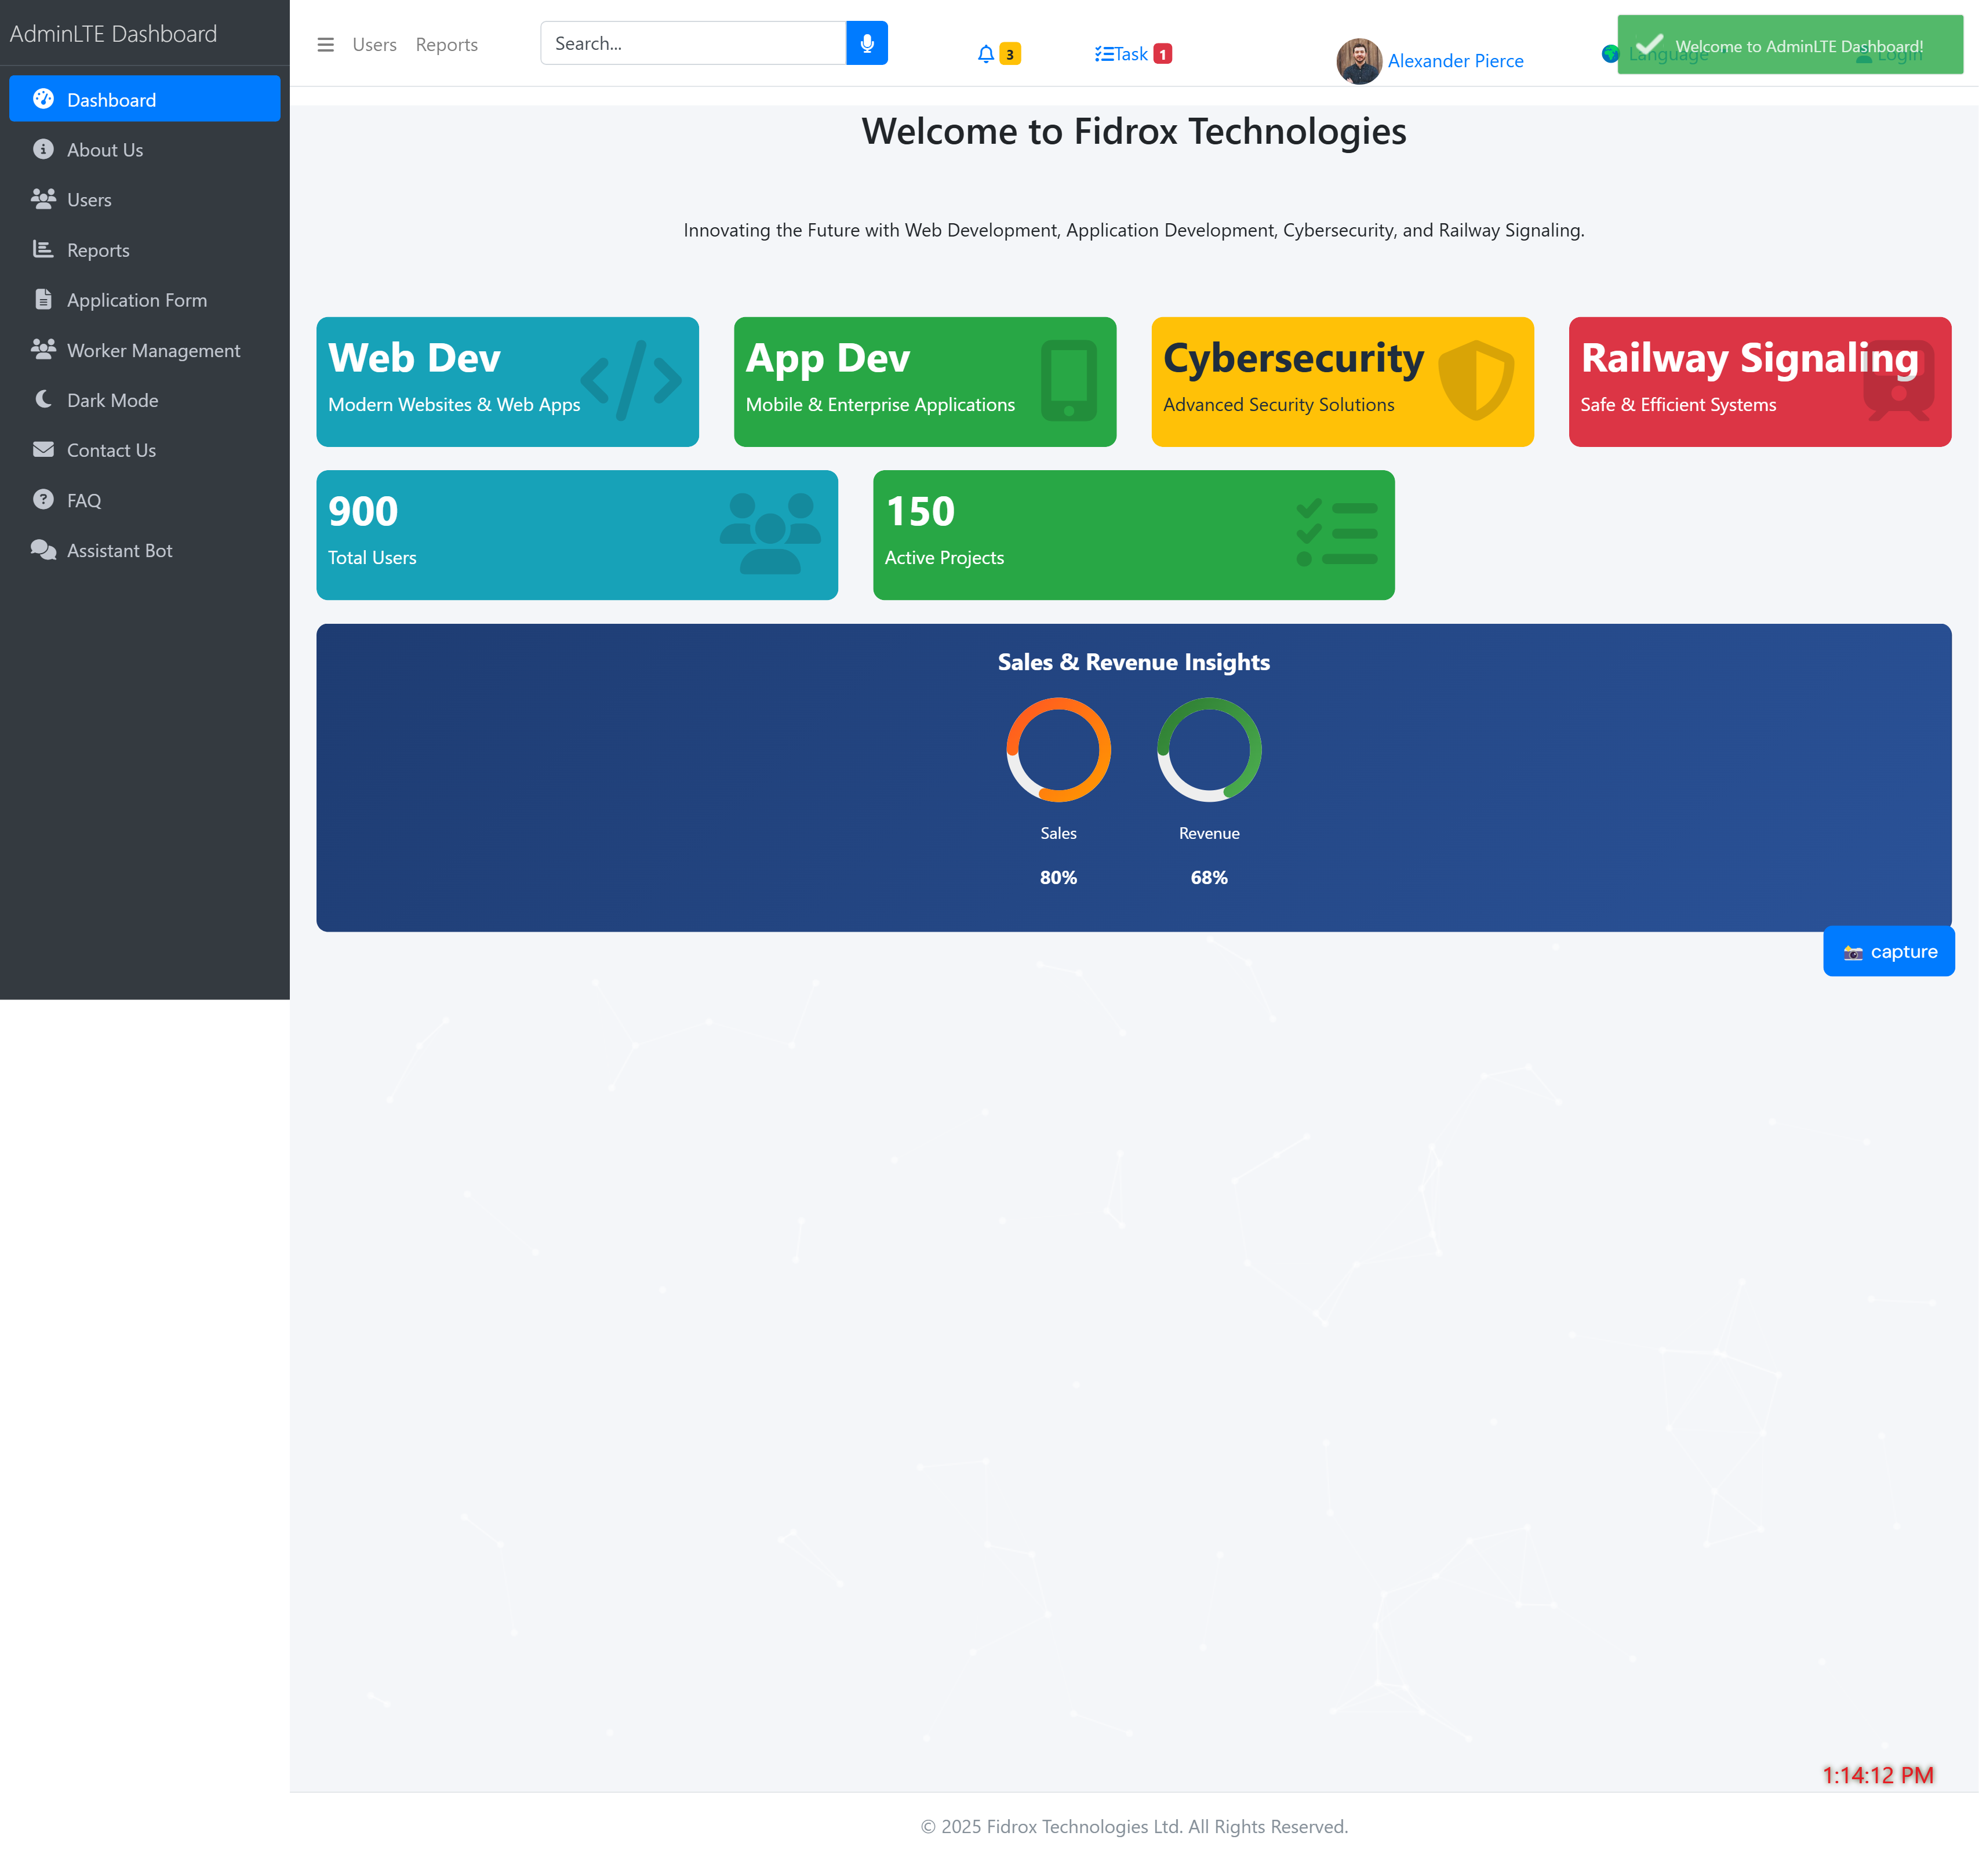 AdminLTE Dashboard
Dashboard
About Us
Users
Reports
Application Form
Worker Management
Dark Mode
Contact Us
FAQ
Assistant Bot
Users Reports Search... 3 Task 1 Alexander Pierce Language Login
Welcome to AdminLTE Dashboard!
Welcome to Fidrox Technologies
Innovating the Future with Web Development, Application Development, Cybersecurity, and Railway Signaling.
Web Dev
Modern Websites & Web Apps
App Dev
Mobile & Enterprise Applications
Cybersecurity
Advanced Security Solutions
Railway Signaling
Safe & Efficient Systems
900
Total Users
150
Active Projects
Sales & Revenue Insights
Sales
80%
Revenue
68%
capture
1:14:12 PM
© 2025 Fidrox Technologies Ltd. All Rights Reserved.